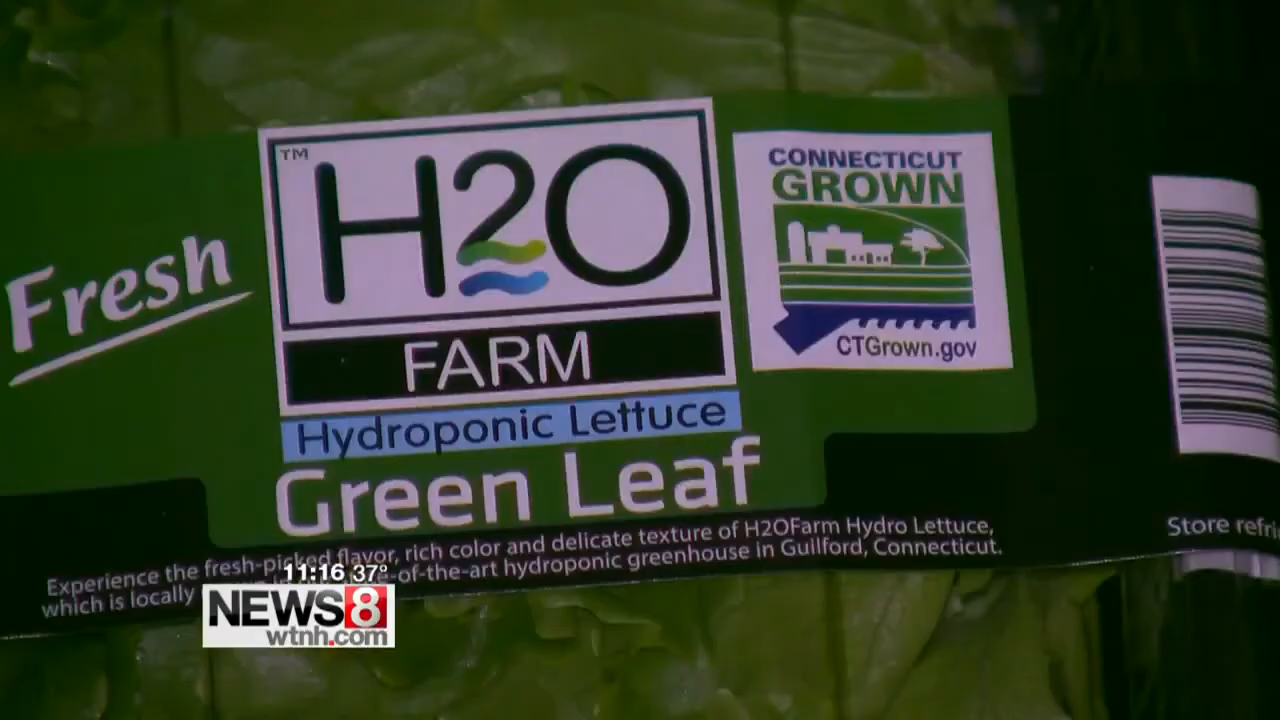 Fresh
™
H2O
FARM
Hydroponic Lettuce
Green Leaf
CONNECTICUT
GROWN
CTGrown.gov
Experience the fresh-picked flavor, rich color and delicate texture of H2OFarm Hydro Lettuce,
which is locally -of-the-art hydroponic greenhouse in Guilford, Connecticut.
Store
11:16 37°
NEWS 8
wtnh.com